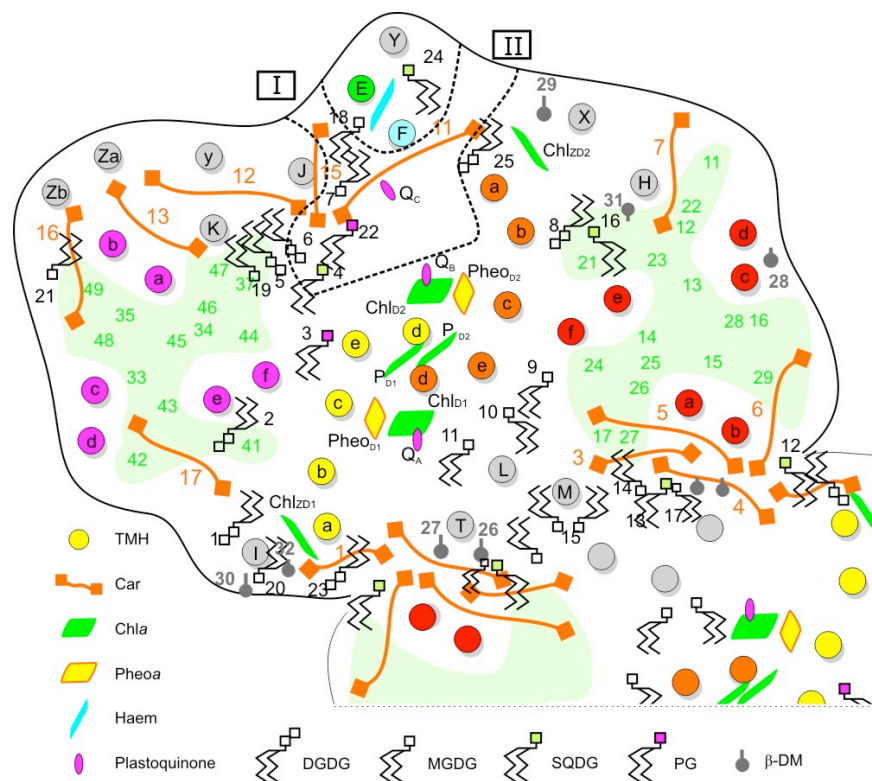 Y
II
24
I
E
29
18
F
11
X
Za
y
J
15
25
ChlZD2
7
Zb
12
7
QC
a
H
11
16
13
K
31
22
b
6
22
8
16
12
b
47
5
4
QB
PheoD2
21
23
d
21
a
19
37
c
49
46
ChlD2
c
13
28
35
34
e
48
45
44
3
d
PD2
f
14
28
16
e
33
f
PD1
d
e
9
24
25
15
c
e
c
ChlD1
26
29
43
2
10
a
5
6
d
PheoD1
11
b
42
41
QA
17
27
12
17
b
L
3
ChlZD1
M
14
4
1
a
27
T
26
15
13
17
I
32
1
30
20
23
TMH
Car
Chla
Pheoa
Haem
Plastoquinone
DGDG
MGDG
SQDG
PG
β-DM